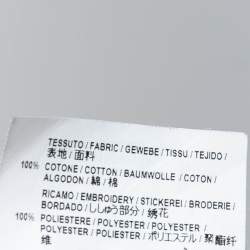 TESSUTO / FABRIC / GEWEBE / TISSU / TEJIDO /
表地 / 面料
100% COTONE / COTTON / BAUMWOLLE / COTON /
ALGODON / 綿 / 棉
RICAMO / EMBROIDERY / STICKEREI / BRODERIE /
BORDADO / ししゅう部分 / 绣花
100% POLIESTERE / POLYESTER / POLYESTER /
POLYESTER / POLIESTER / ポリエステル / 聚酯纤
维